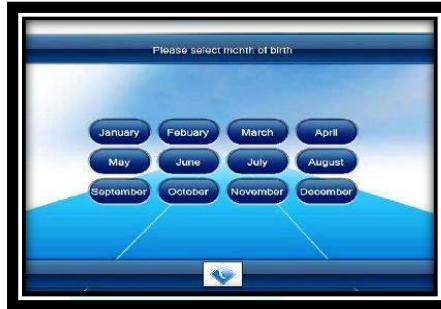 Please select month of birth
January Febuary March April
May June July August
September October November December